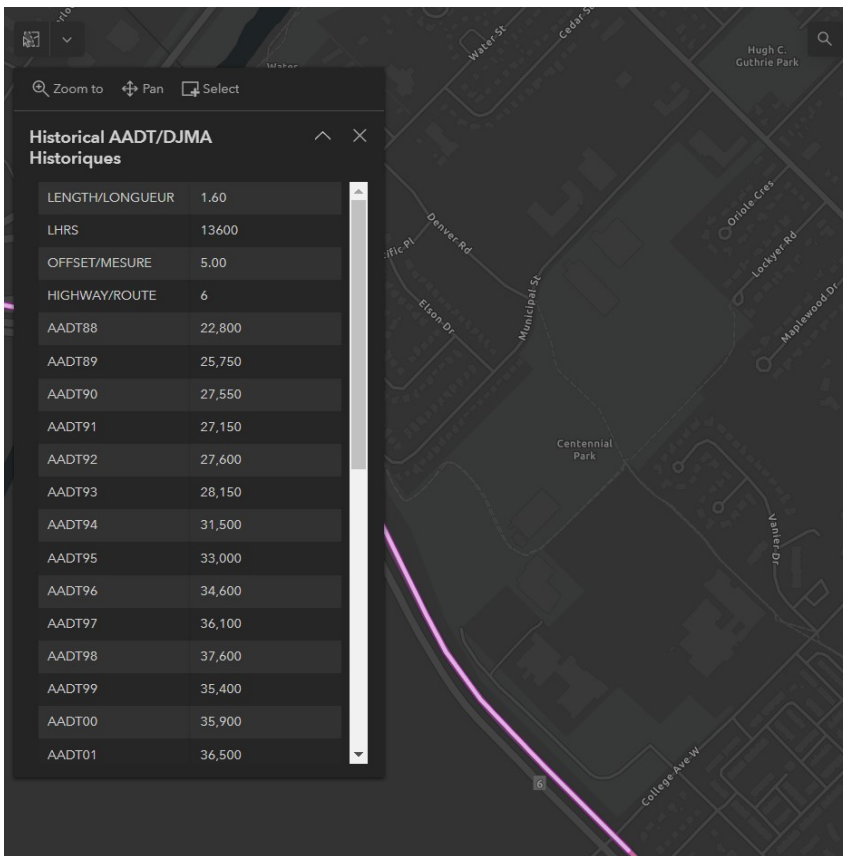 Water St
Cedar St
Hugh C.
Guthrie Park
Water
Zoom to Pan Select
Historical AADT/DJMA
Historiques
LENGTH/LONGUEUR 1.60
LHRS 13600
OFFSET/MESURE 5.00
HIGHWAY/ROUTE 6
AADT88 22,800
AADT89 25,750
AADT90 27,550
AADT91 27,150
AADT92 27,600
AADT93 28,150
AADT94 31,500
AADT95 33,000
AADT96 34,600
AADT97 36,100
AADT98 37,600
AADT99 35,400
AADT00 35,900
AADT01 36,500
Oriole Cres
Denver Rd
Lockyer Rd
ific Pl
Municipal St
Maplewood Dr
Elson Dr
Centennial
Park
Vanier Dr
College Ave W
6